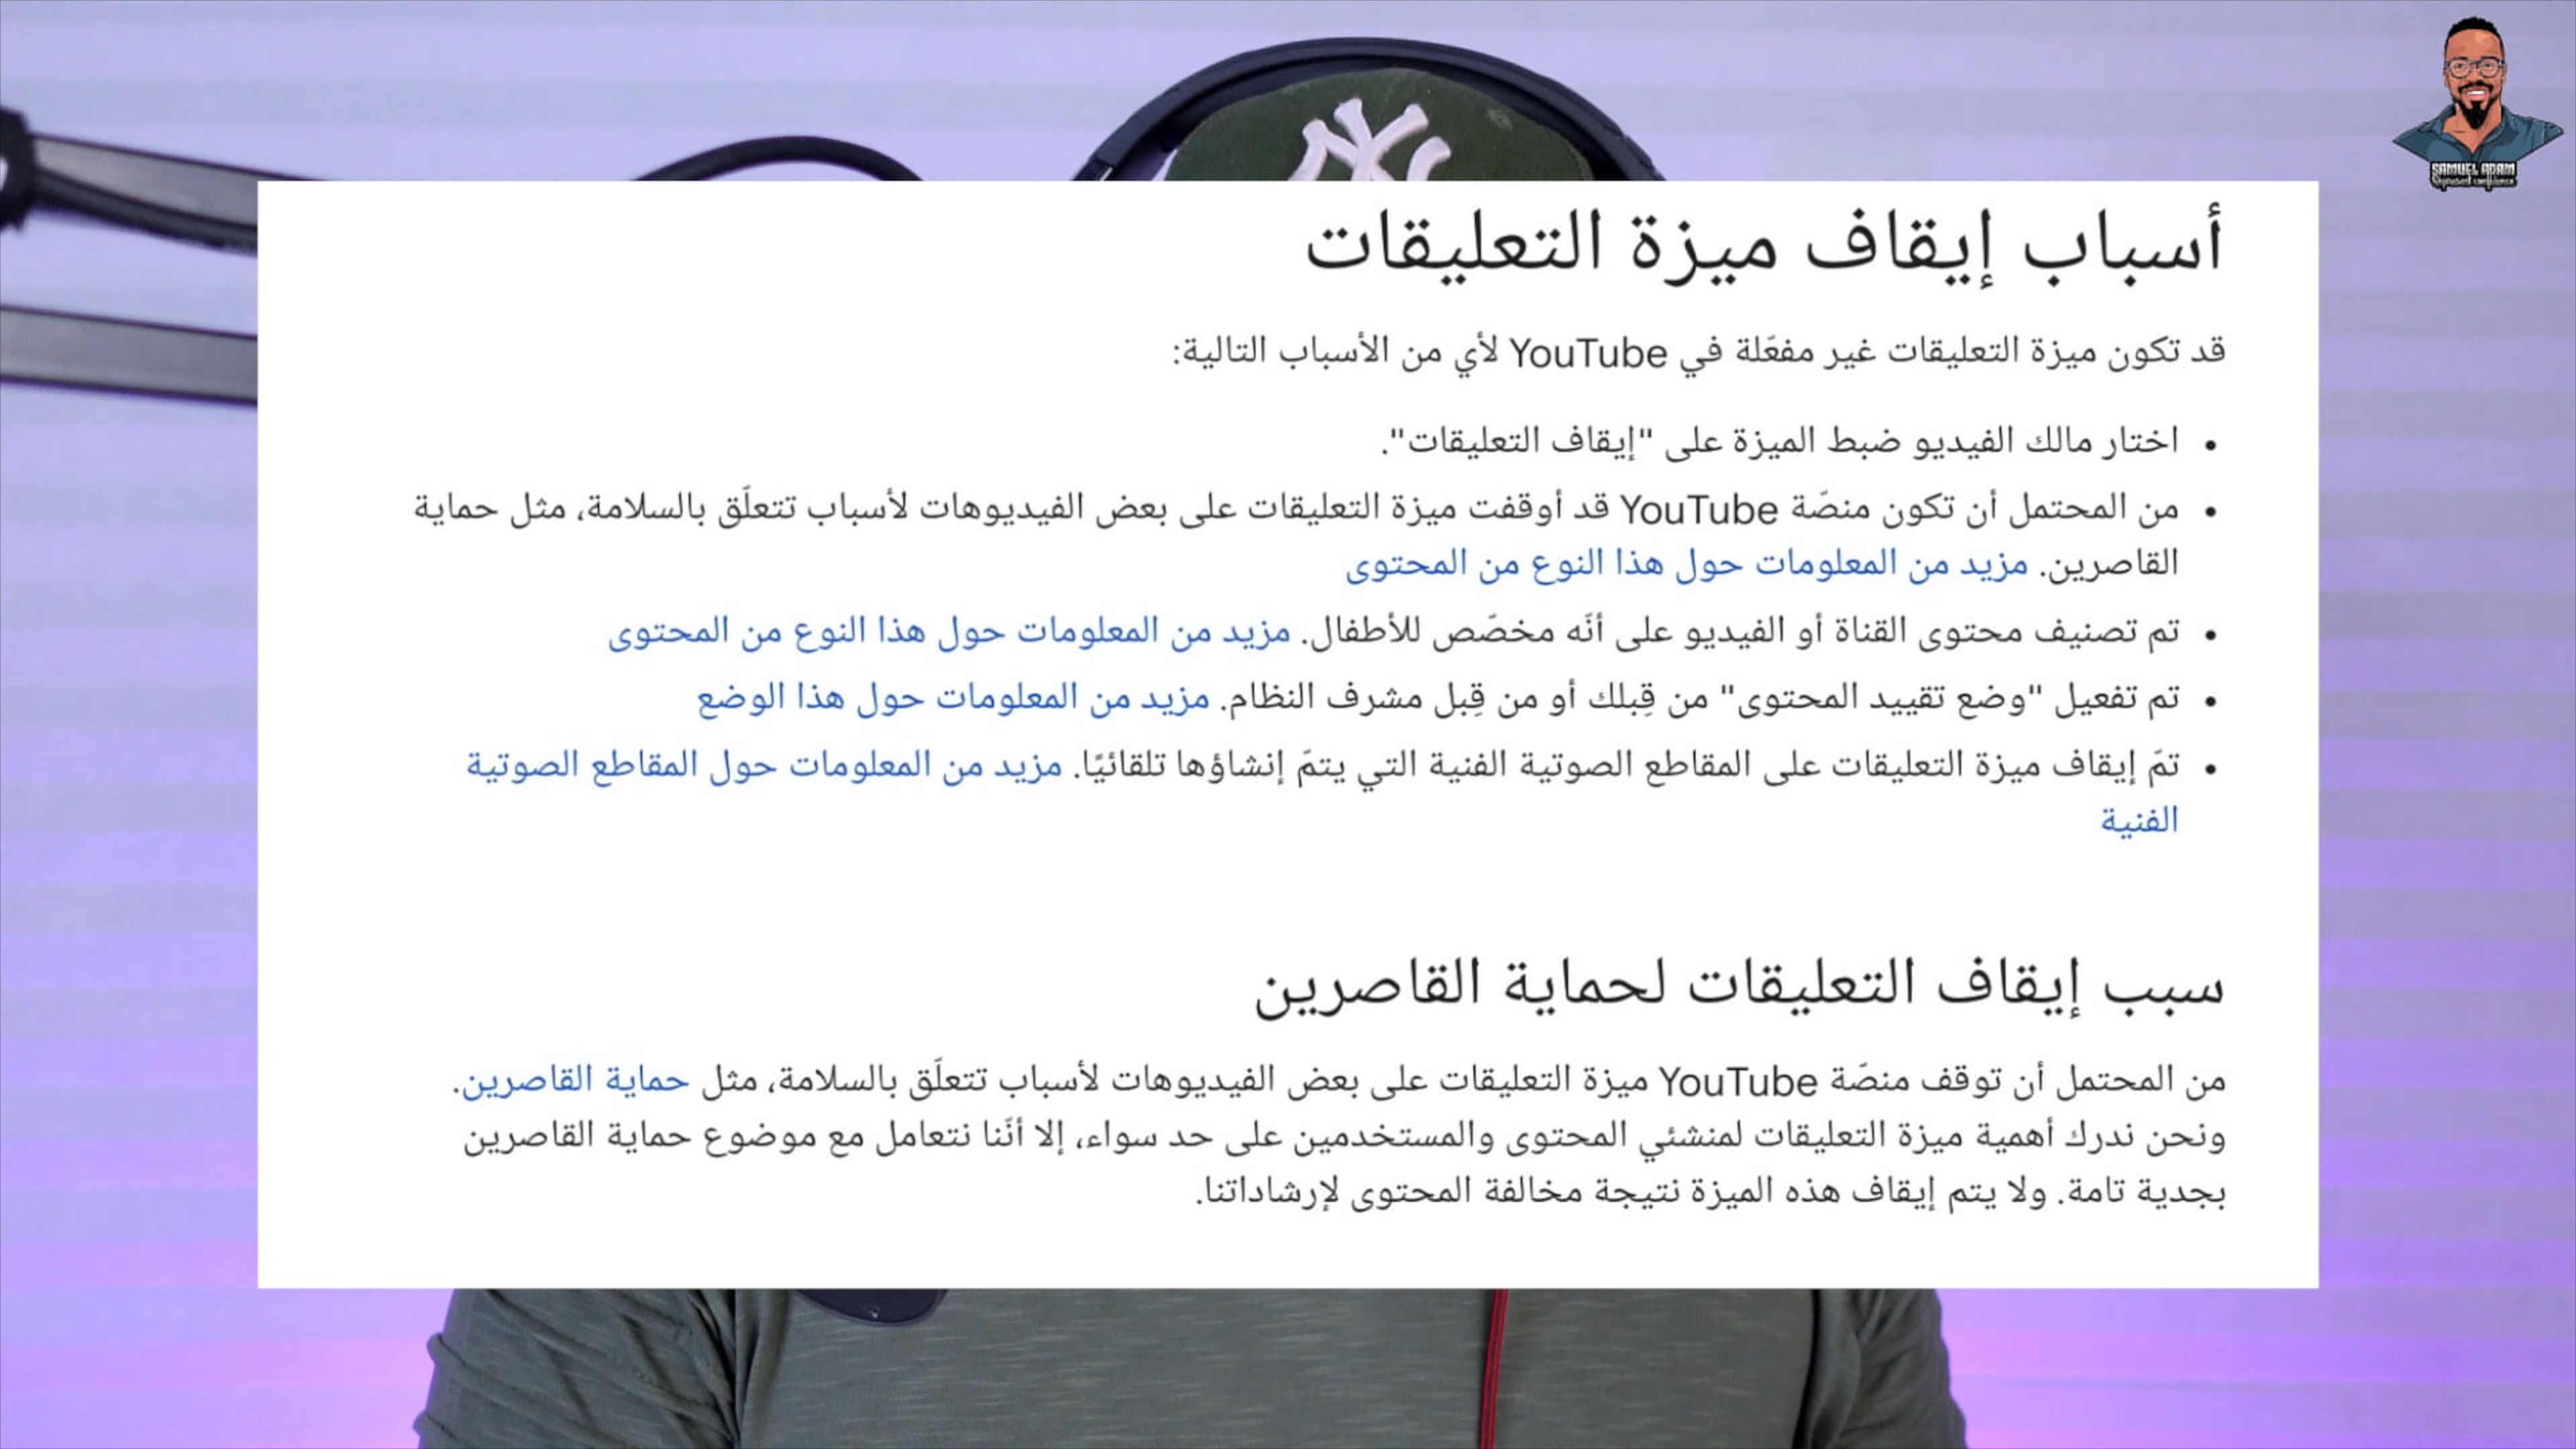 أسباب إيقاف ميزة التعليقات
قد تكون ميزة التعليقات غير مفعّلة في YouTube لأي من الأسباب التالية:
• اختار مالك الفيديو ضبط الميزة على "إيقاف التعليقات".
• من المحتمل أن تكون منصّة YouTube قد أوقفت ميزة التعليقات على بعض الفيديوهات لأسباب تتعلّق بالسلامة، مثل حماية
القاصرين. مزيد من المعلومات حول هذا النوع من المحتوى
• تم تصنيف محتوى القناة أو الفيديو على أنّه مخصّص للأطفال. مزيد من المعلومات حول هذا النوع من المحتوى
• تم تفعيل "وضع تقييد المحتوى" من قِبلك أو من قِبل مشرف النظام. مزيد من المعلومات حول هذا الوضع
• تمّ إيقاف ميزة التعليقات على المقاطع الصوتية الفنية التي يتمّ إنشاؤها تلقائيًا. مزيد من المعلومات حول المقاطع الصوتية
الفنية
سبب إيقاف التعليقات لحماية القاصرين
من المحتمل أن توقف منصّة YouTube ميزة التعليقات على بعض الفيديوهات لأسباب تتعلّق بالسلامة، مثل حماية القاصرين.
ونحن ندرك أهمية ميزة التعليقات لمنشئي المحتوى والمستخدمين على حد سواء، إلا أنّنا نتعامل مع موضوع حماية القاصرين
بجدية تامة. ولا يتم إيقاف هذه الميزة نتيجة مخالفة المحتوى لإرشاداتنا.
NY
SAMUEL ADAM